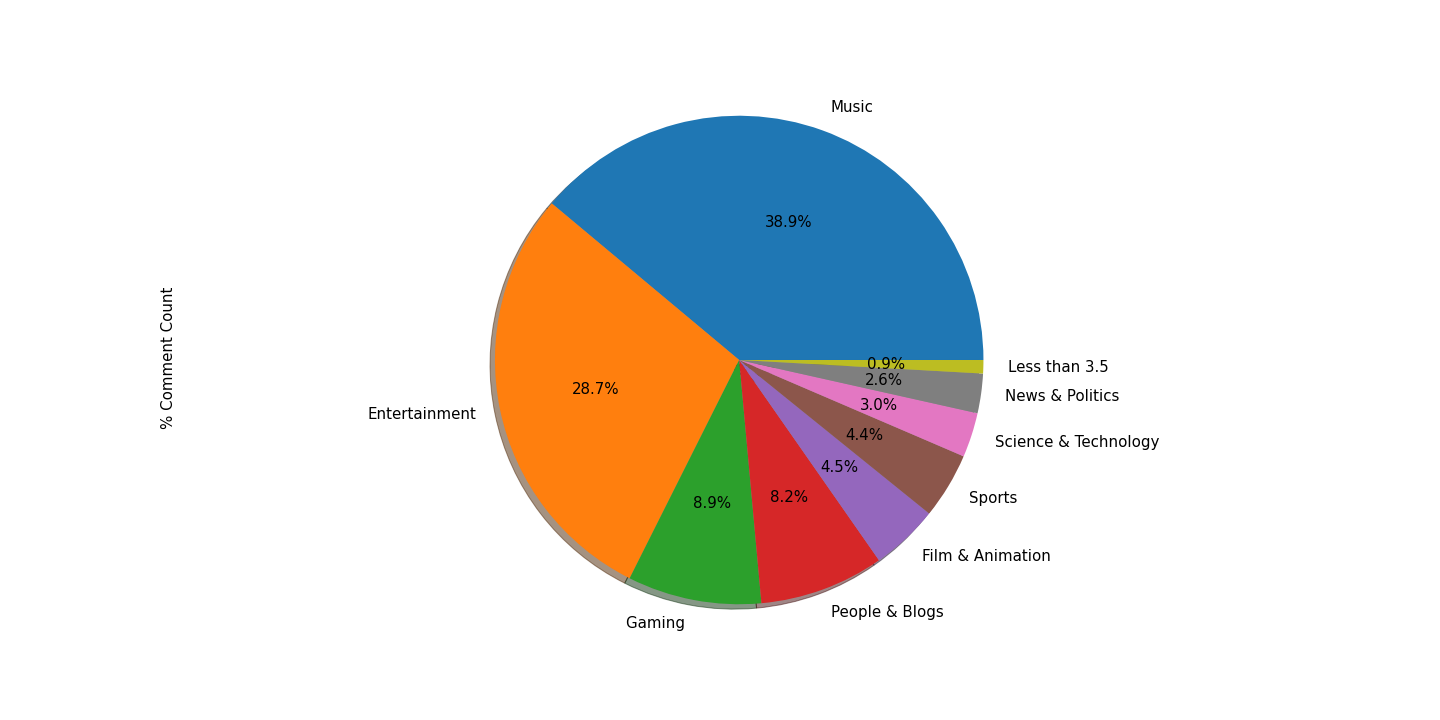 Music
38.9%
0.9%
Less than 3.5
2.6%
News & Politics
28.7%
3.0%
Entertainment
4.4%
Science & Technology
4.5%
8.9%
8.2%
Sports
Film & Animation
Gaming
People & Blogs
% Comment Count